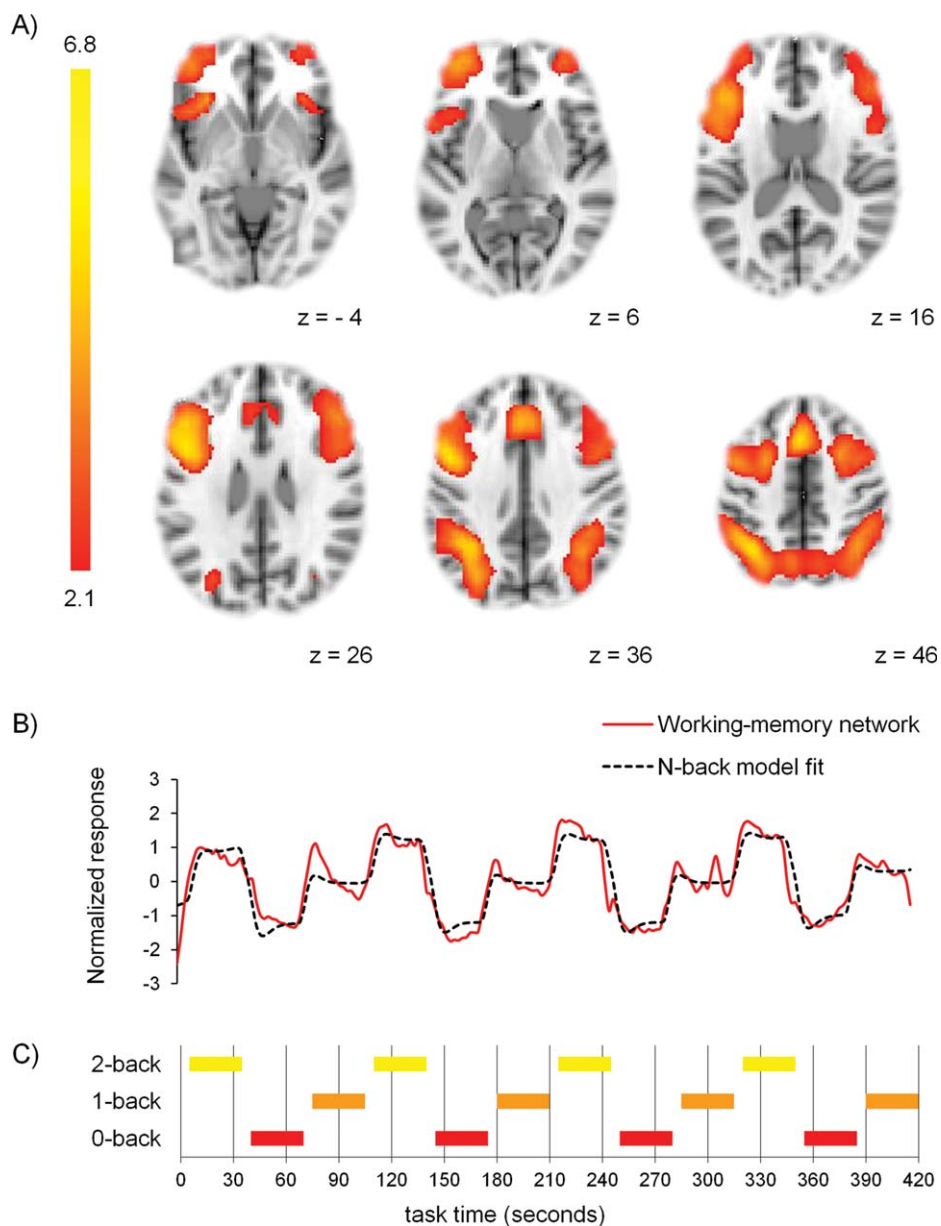 A)
6.8
2.1
z = - 4
z = 6
z = 16
z = 26
z = 36
z = 46
B)
Working-memory network
N-back model fit
Normalized response
3
2
1
0
-1
-2
-3
C)
2-back
1-back
0-back
0 30 60 90 120 150 180 210 240 270 300 330 360 390 420
task time (seconds)